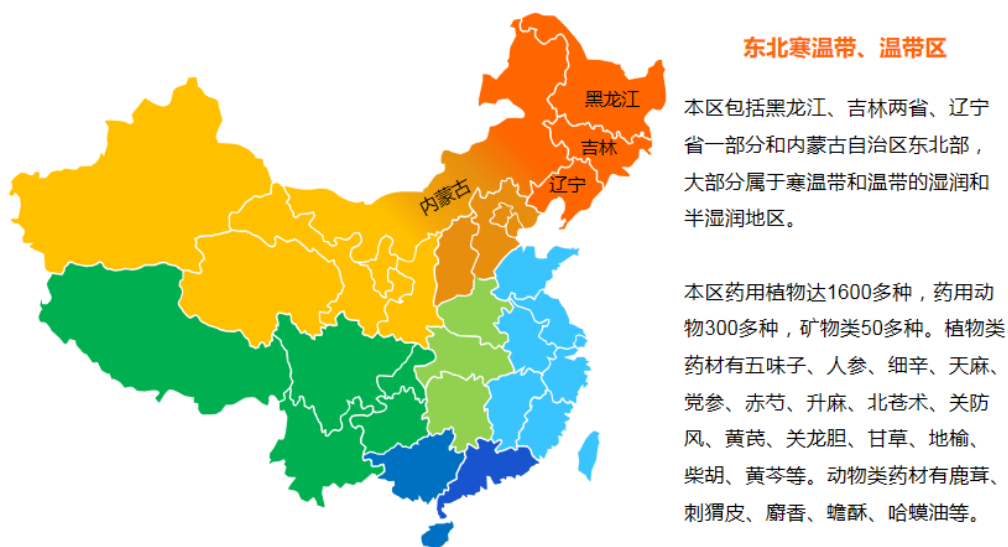 东北寒温带、温带区
黑龙江
吉林
辽宁
内蒙古
本区包括黑龙江、吉林两省、辽宁
省一部分和内蒙古自治区东北部，
大部分属于寒温带和温带的湿润和
半湿润地区。
本区药用植物达1600多种，药用动
物300多种，矿物类50多种。植物类
药材有五味子、人参、细辛、天麻、
党参、赤芍、升麻、北苍术、关防
风、黄芪、关龙胆、甘草、地榆、
柴胡、黄芩等。动物类药材有鹿茸、
刺猬皮、麝香、蟾酥、哈蟆油等。